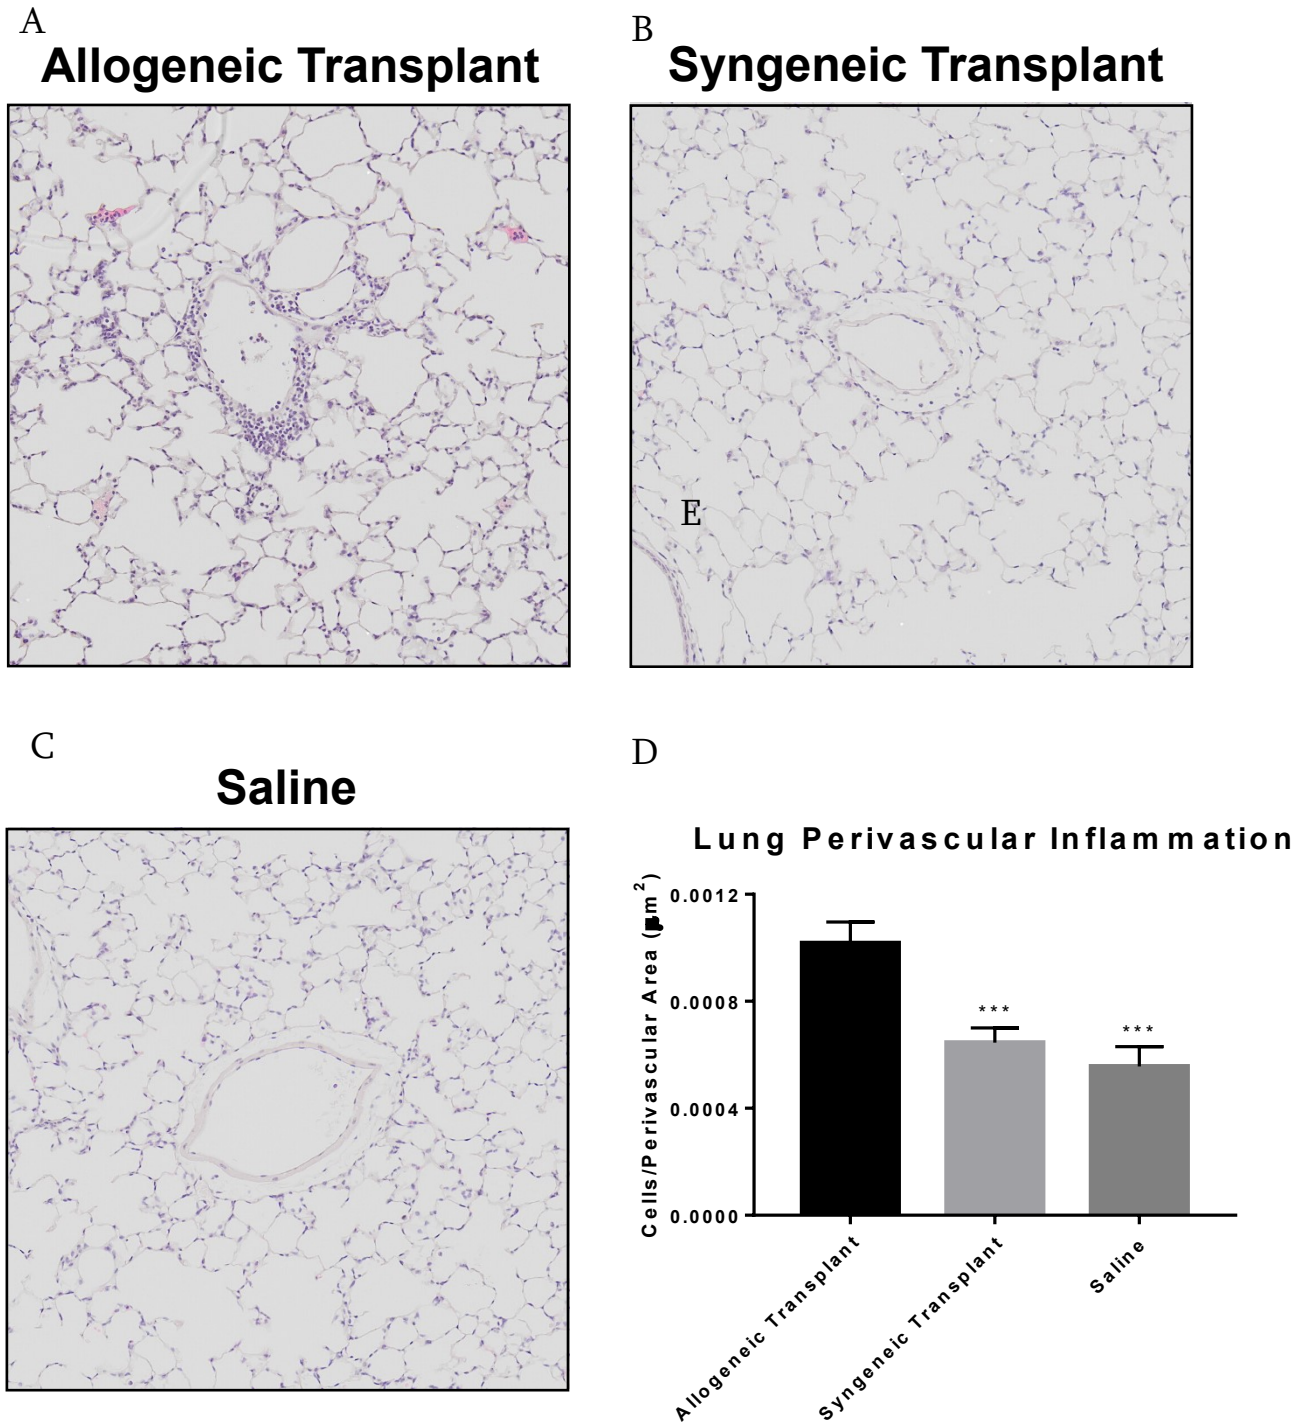 A
Allogeneic Transplant
B
Syngeneic Transplant
E
C
Saline
D
Lung Perivascular Inflammation
Cells/Perivascular Area ( m²)
0.0012
0.0008
0.0004
0.0000
***
***
Allogeneic Transplant
Syngeneic Transplant
Saline